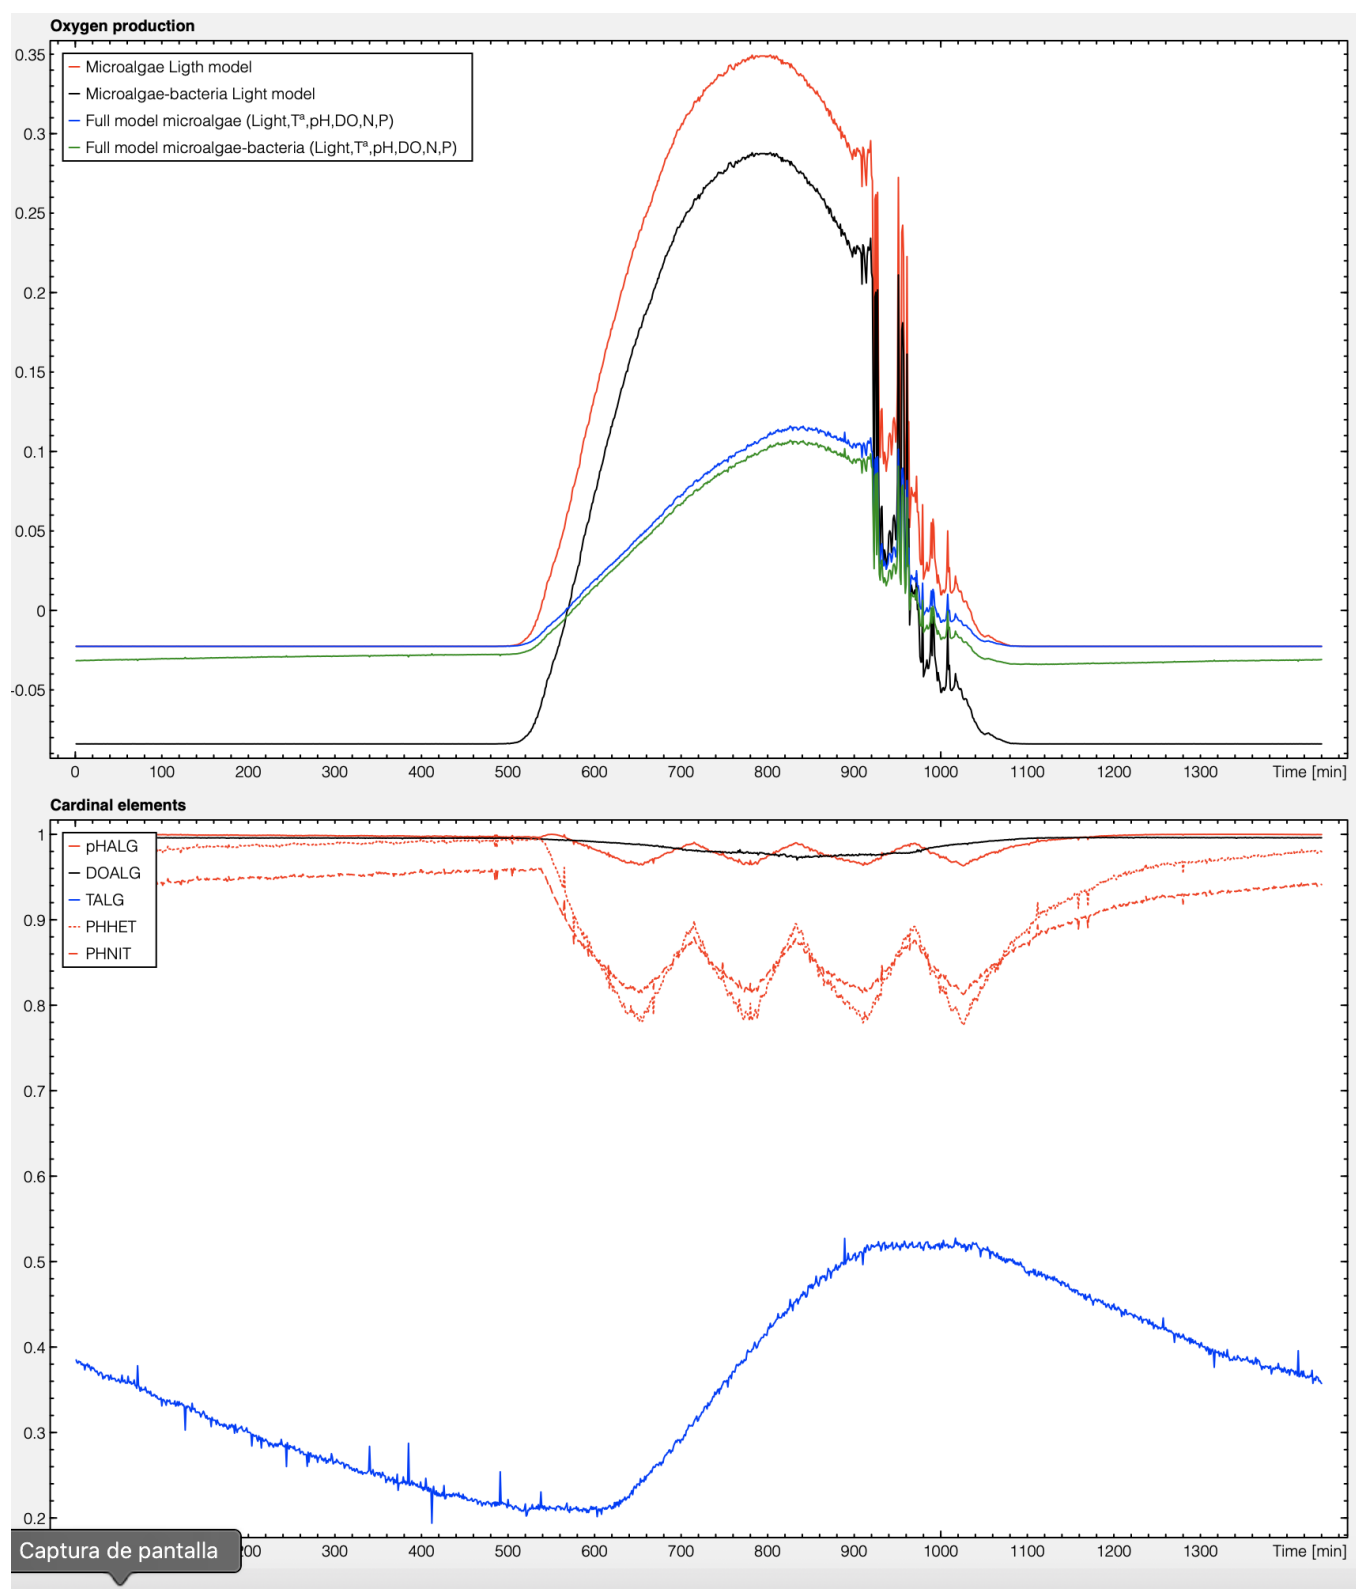 Oxygen production
0.35
Microalgae Ligth model
Microalgae-bacteria Light model
Full model microalgae (Light,Tª,pH,DO,N,P)
Full model microalgae-bacteria (Light,Tª,pH,DO,N,P)
0.3
0.25
0.2
0.15
0.1
0.05
0
-0.05
0 100 200 300 400 500 600 700 800 900 1000 1100 1200 1300 Time [min]
Cardinal elements
1
pHALG
DOALG
TALG
PHHET
PHNIT
0.9
0.8
0.7
0.6
0.5
0.4
0.3
0.2
Captura de pantalla
200 300 400 500 600 700 800 900 1000 1100 1200 1300 Time [min]